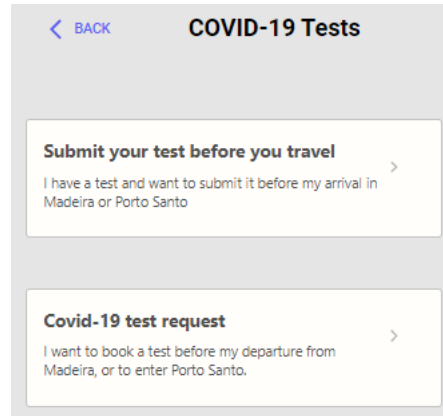 BACK COVID-19 Tests
Submit your test before you travel
I have a test and want to submit it before my arrival in
Madeira or Porto Santo
Covid-19 test request
I want to book a test before my departure from
Madeira, or to enter Porto Santo.